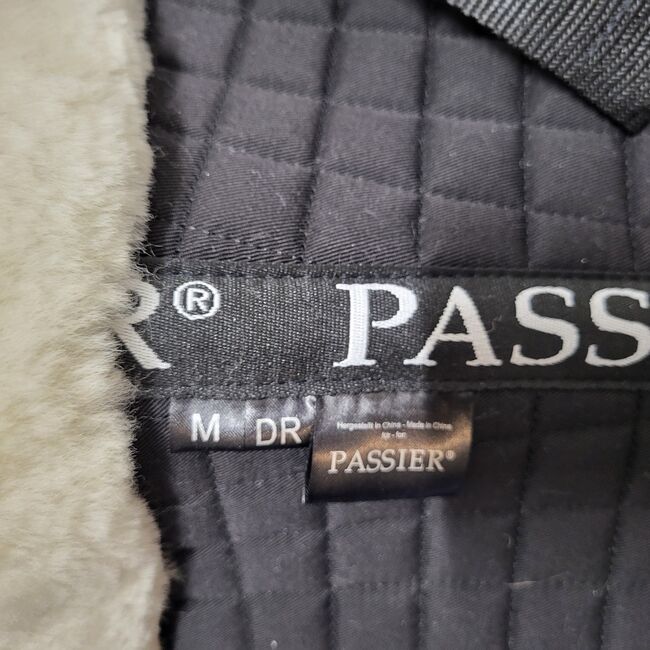 R® PASS
M DR S
Hergestellt in China - Made in China
für - for:
PASSIER®